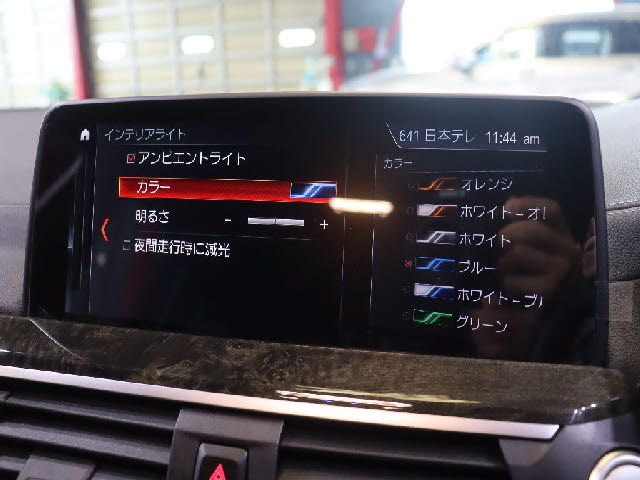 インテリアライト
641 日本テレ 11:44 am
アンビエントライト
カラー
明るさ - +
夜間走行時に減光
カラー
オレンジ
ホワイト-オ
ホワイト
ブルー
ホワイト-ブル
グリーン